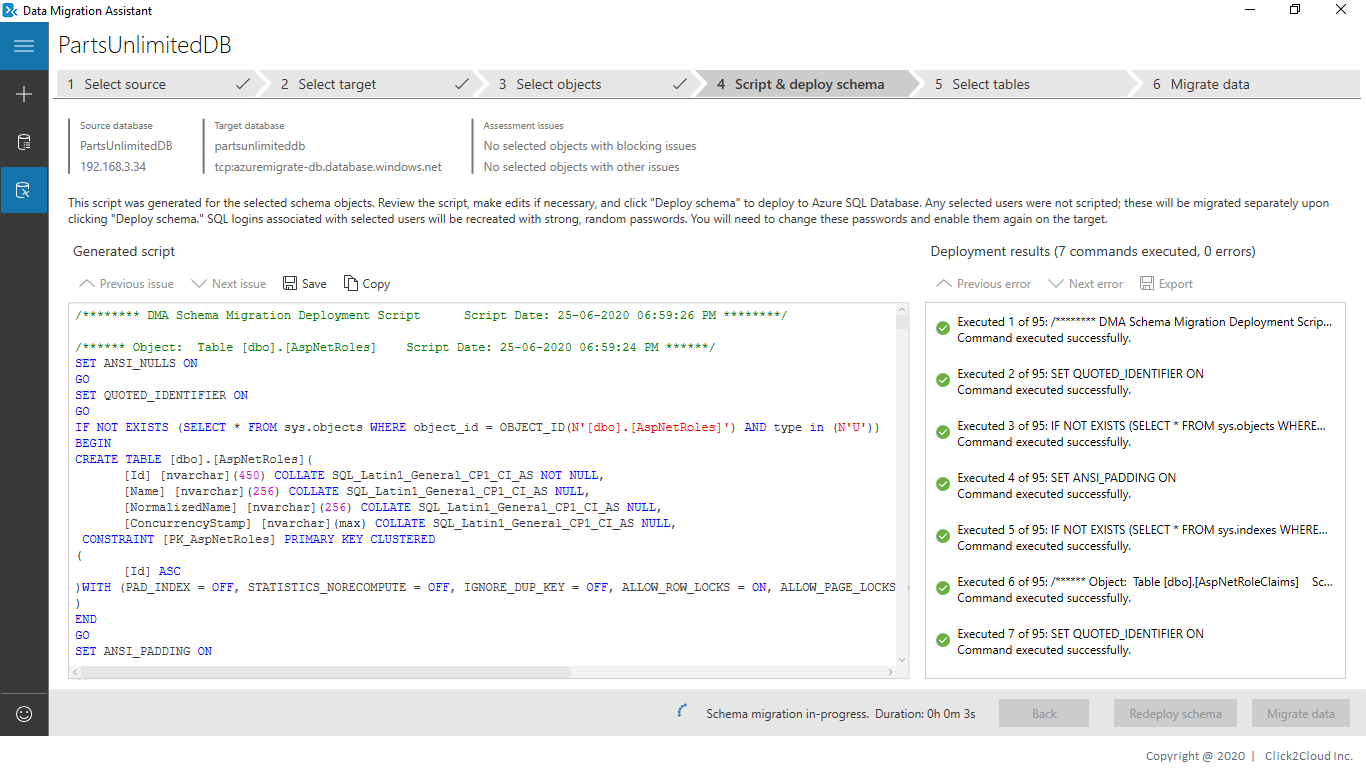 Data Migration Assistant
PartsUnlimitedDB
1 Select source
2 Select target
3 Select objects
4 Script & deploy schema
5 Select tables
6 Migrate data
Source database
PartsUnlimitedDB
192.168.3.34
Target database
partsunlimiteddb
tcp:azuremigrate-db.database.windows.net
Assessment issues
No selected objects with blocking issues
No selected objects with other issues
This script was generated for the selected schema objects. Review the script, make edits if necessary, and click "Deploy schema" to deploy to Azure SQL Database. Any selected users were not scripted; these will be migrated separately upon
clicking "Deploy schema." SQL logins associated with selected users will be recreated with strong, random passwords. You will need to change these passwords and enable them again on the target.
Generated script
Previous issue
Next issue
Save
Copy
/******** DMA Schema Migration Deployment Script      Script Date: 25-06-2020 06:59:26 PM ********/
/****** Object:  Table [dbo].[AspNetRoles]    Script Date: 25-06-2020 06:59:24 PM ******/
SET ANSI_NULLS ON
GO
SET QUOTED_IDENTIFIER ON
GO
IF NOT EXISTS (SELECT * FROM sys.objects WHERE object_id = OBJECT_ID(N'[dbo].[AspNetRoles]') AND type in (N'U'))
BEGIN
CREATE TABLE [dbo].[AspNetRoles](
[Id] [nvarchar](450) COLLATE SQL_Latin1_General_CP1_CI_AS NOT NULL,
[Name] [nvarchar](256) COLLATE SQL_Latin1_General_CP1_CI_AS NULL,
[NormalizedName] [nvarchar](256) COLLATE SQL_Latin1_General_CP1_CI_AS NULL,
[ConcurrencyStamp] [nvarchar](max) COLLATE SQL_Latin1_General_CP1_CI_AS NULL,
CONSTRAINT [PK_AspNetRoles] PRIMARY KEY CLUSTERED
(
[Id] ASC
)WITH (PAD_INDEX = OFF, STATISTICS_NORECOMPUTE = OFF, IGNORE_DUP_KEY = OFF, ALLOW_ROW_LOCKS = ON, ALLOW_PAGE_LOCKS =
)
END
GO
SET ANSI_PADDING ON
Deployment results (7 commands executed, 0 errors)
Previous error
Next error
Export
Executed 1 of 95: /******** DMA Schema Migration Deployment Scrip...
Command executed successfully.
Executed 2 of 95: SET QUOTED_IDENTIFIER ON
Command executed successfully.
Executed 3 of 95: IF NOT EXISTS (SELECT * FROM sys.objects WHERE...
Command executed successfully.
Executed 4 of 95: SET ANSI_PADDING ON
Command executed successfully.
Executed 5 of 95: IF NOT EXISTS (SELECT * FROM sys.indexes WHERE...
Command executed successfully.
Executed 6 of 95: /****** Object:  Table [dbo].[AspNetRoleClaims]    Sc...
Command executed successfully.
Executed 7 of 95: SET QUOTED_IDENTIFIER ON
Command executed successfully.
Schema migration in-progress. Duration: 0h 0m 3s
Back
Redeploy schema
Migrate data
Copyright @ 2020 | Click2Cloud Inc.